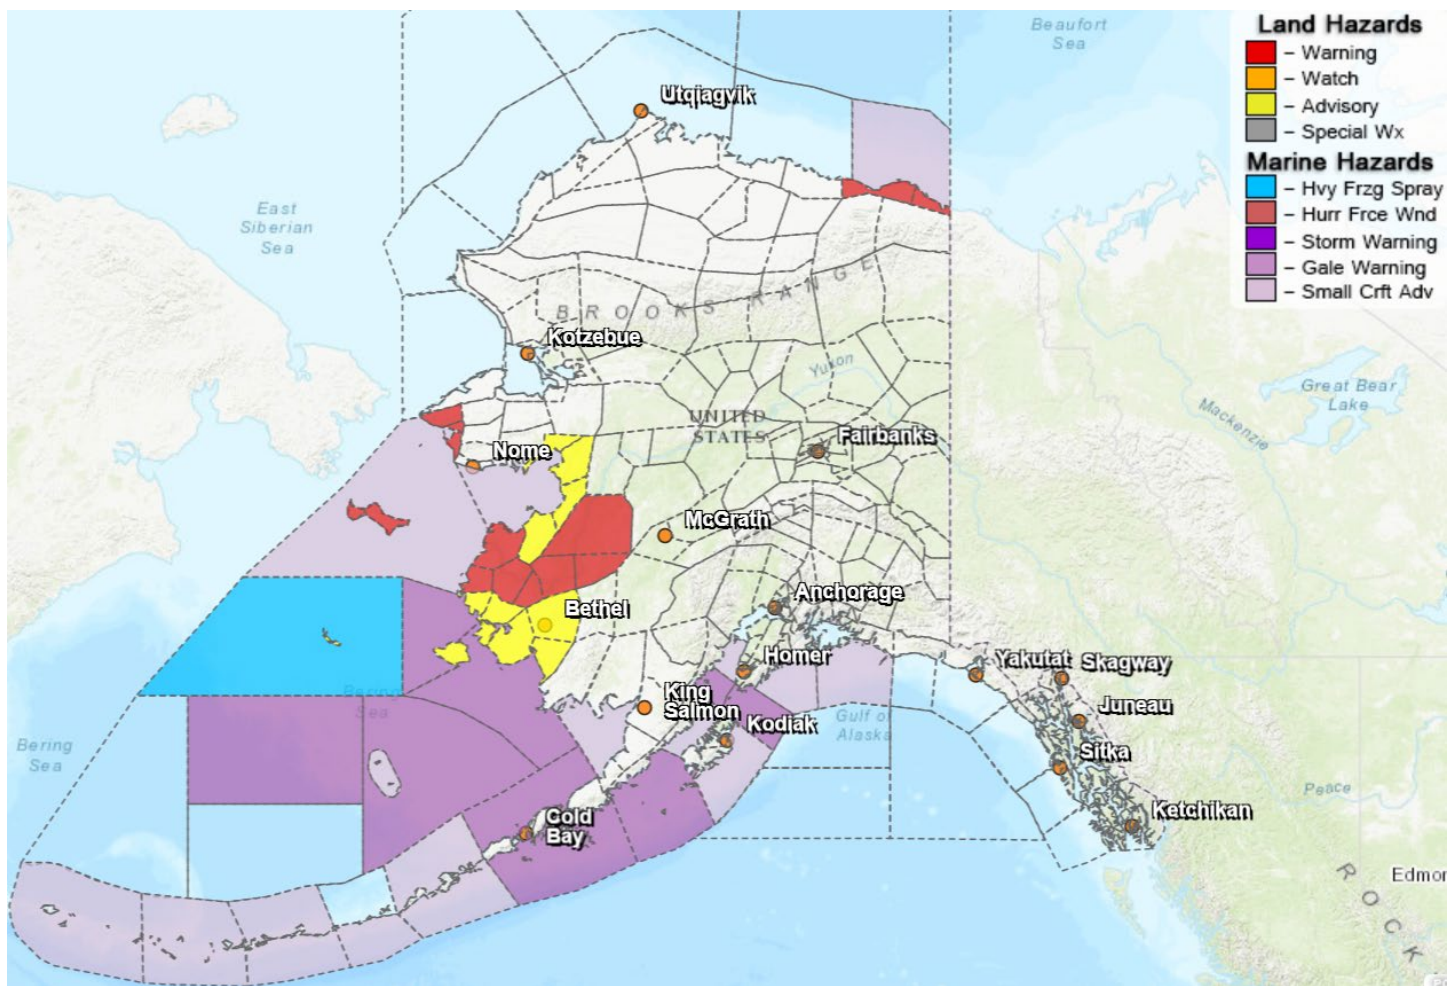 Beaufort
Sea
Land Hazards
– Warning
– Watch
– Advisory
– Special Wx
Marine Hazards
– Hvy Frzg Spray
– Hurr Frce Wnd
– Storm Warning
– Gale Warning
– Small Crft Adv
Utqiagvik
East
Siberian
Sea
BROOKS RANGE
Kotzebue
Yukon
Great Bear
Lake
Mackenzie
UNITED
STATES
Fairbanks
Nome
McGrath
Anchorage
Bethel
Homer
Yakutat
Skagway
King
Salmon
Bering
Sea
Juneau
Kodiak
Gulf of
Alaska
Sitka
Bering
Sea
Peace
Cold
Bay
Ketchikan
Edmor
ROCK